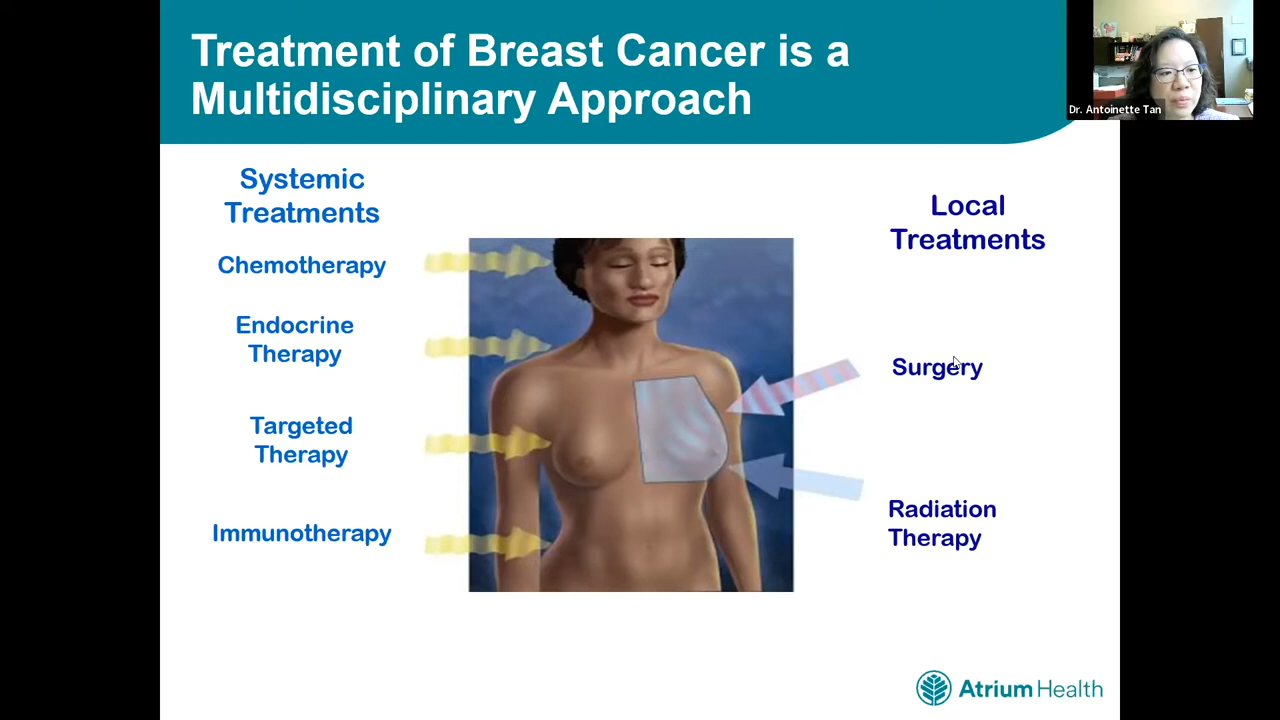 Treatment of Breast Cancer is a
Multidisciplinary Approach
Dr. Antoinette Tan
Systemic
Treatments
Chemotherapy
Endocrine
Therapy
Targeted
Therapy
Immunotherapy
Local
Treatments
Surgery
Radiation
Therapy
Atrium Health